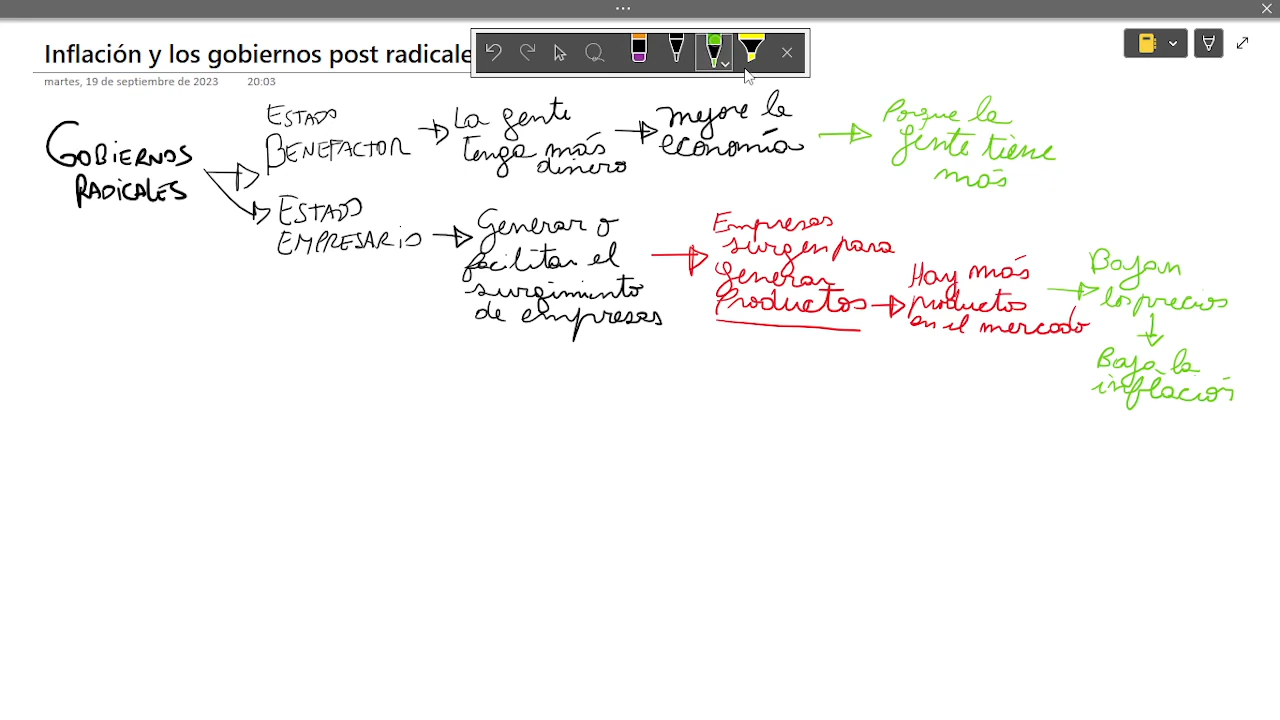 Inflación y los gobiernos post radicale
martes, 19 de septiembre de 2023 20:03
GOBIERNOS
RADICALES
ESTADO
BENEFACTOR
La gente
tenga más
dinero
mejore la
economía
Porque la
gente tiene
más
ESTADO
EMPRESARIO
Generar o
facilitar el
surgimiento
de empresas
Empresas
surgen para
generar
Productos
Hay más
productos
en el mercado
Bajan
los precios
Baja la
inflación